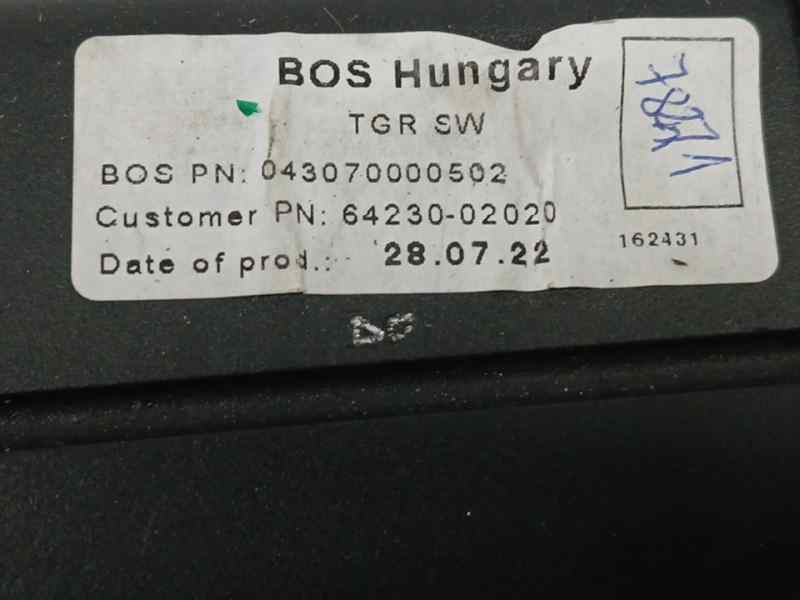 BOS Hungary
TGR SW
BOS PN: 043070000502
Customer PN: 64230-02020
Date of prod.: 28.07.22
162431